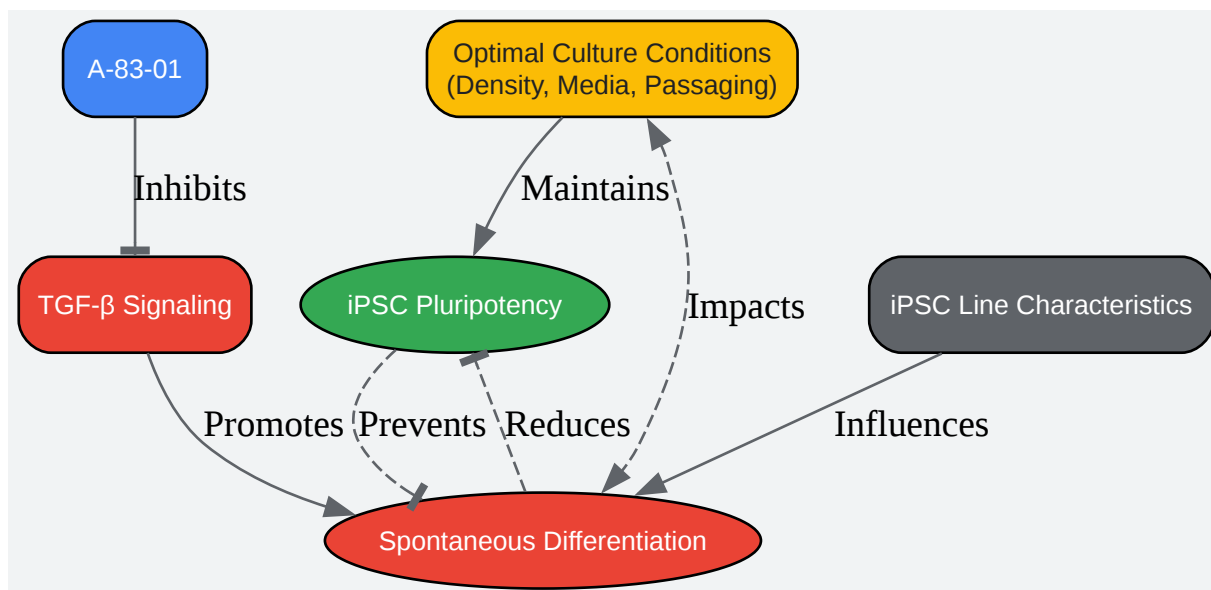 A-83-01
Optimal Culture Conditions
(Density, Media, Passaging)
Inhibits
Maintains
TGF-β Signaling
iPSC Pluripotency
Impacts
iPSC Line Characteristics
Promotes
Prevents
Reduces
Influences
Spontaneous Differentiation